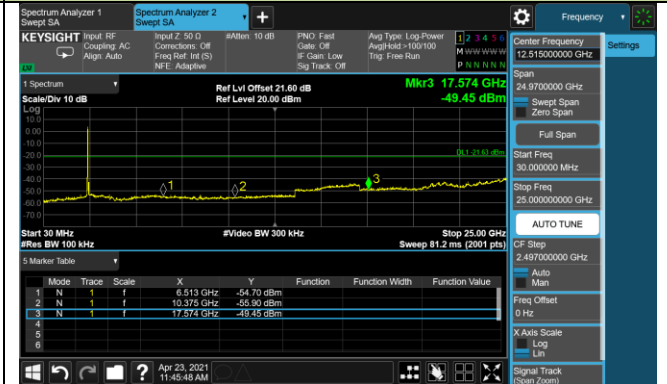 Spectrum Analyzer 1
Swept SA
Spectrum Analyzer 2
Swept SA
+
Frequency
KEYSIGHT
Input: RF
Coupling: AC
Align: Auto
Input Z: 50 Ω
Corrections: Off
Freq Ref: Int (S)
NFE: Adaptive
#Atten: 10 dB
PNO: Fast
Gate: Off
IF Gain: Low
Sig Track: Off
Avg Type: Log-Power
Avg|Hold:>100/100
Trig: Free Run
1 2 3 4 5 6
M W W W W W
P N N N N N
Center Frequency
12.515000000 GHz
Settings
Span
24.9700000 GHz
Swept Span
Zero Span
Full Span
Start Freq
30.000000 MHz
Stop Freq
25.000000000 GHz
AUTO TUNE
CF Step
2.497000000 GHz
Auto
Man
Freq Offset
0 Hz
X Axis Scale
Log
Lin
Signal Track
(Span Zoom)
1 Spectrum
Scale/Div 10 dB
Log
Ref Lvl Offset 21.60 dB
Ref Level 20.00 dBm
Mkr3 17.574 GHz
-49.45 dBm
10.0
0.00
-10.0
-20.0
-30.0
-40.0
-50.0
-60.0
-70.0
DL1 -21.63 dBm
1
2
3
Start 30 MHz
#Res BW 100 kHz
#Video BW 300 kHz
Stop 25.00 GHz
Sweep 81.2 ms (2001 pts)
5 Marker Table
Mode Trace Scale X Y Function Function Width Function Value
1 N 1 f 6.513 GHz -54.70 dBm
2 N 1 f 10.375 GHz -55.90 dBm
3 N 1 f 17.574 GHz -49.45 dBm
4
5
6
?
Apr 23, 2021
11:45:48 AM